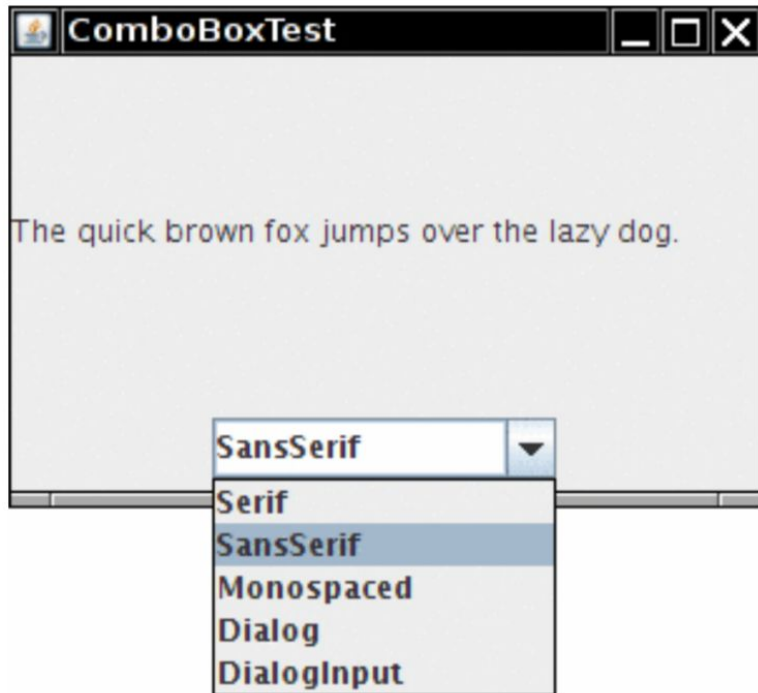 ComboBoxTest
The quick brown fox jumps over the lazy dog.
SansSerif
Serif
SansSerif
Monospaced
Dialog
DialogInput